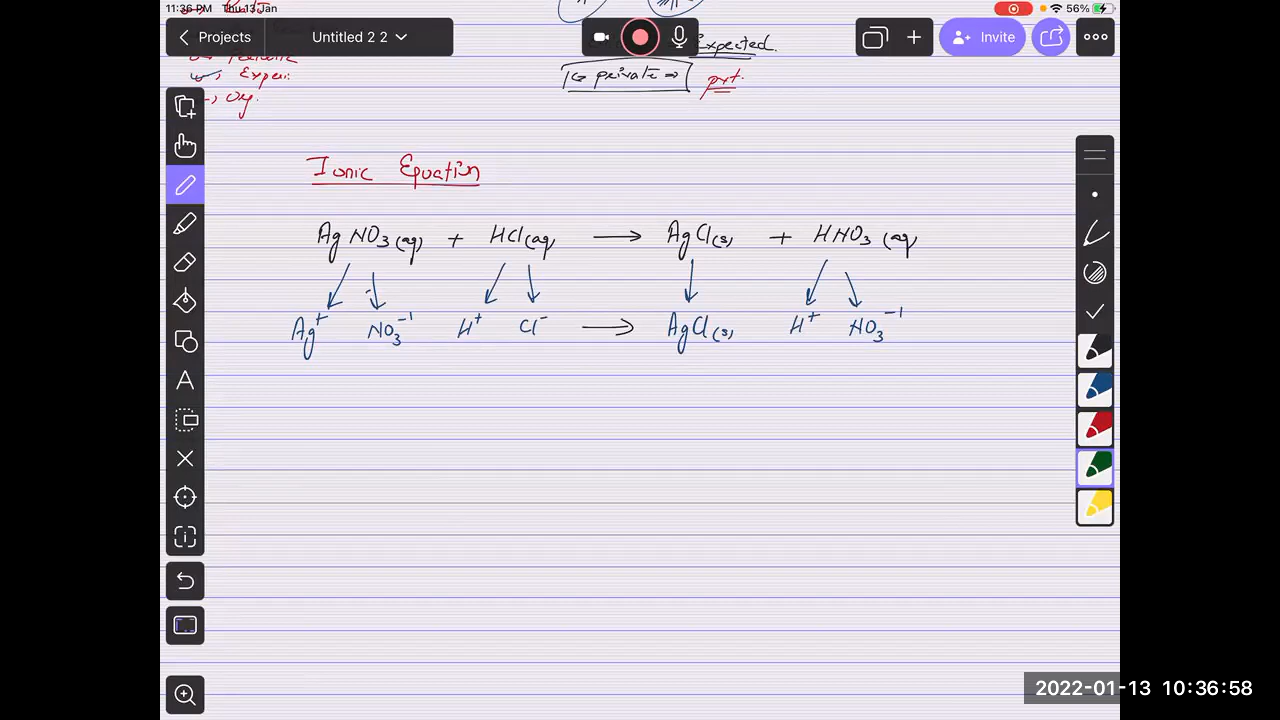 11:36 PM Thu 13 Jan
56%
Projects
Untitled 2 2
Invite
Expected.
private
Exper:
Ionic Equation
AgNO3(aq) + HCl(aq → AgCl(s) + HNO3(aq
Ag+ NO3-1 H+ Cl- → AgCl(s) H+ NO3-1
A
2022-01-13 10:36:58